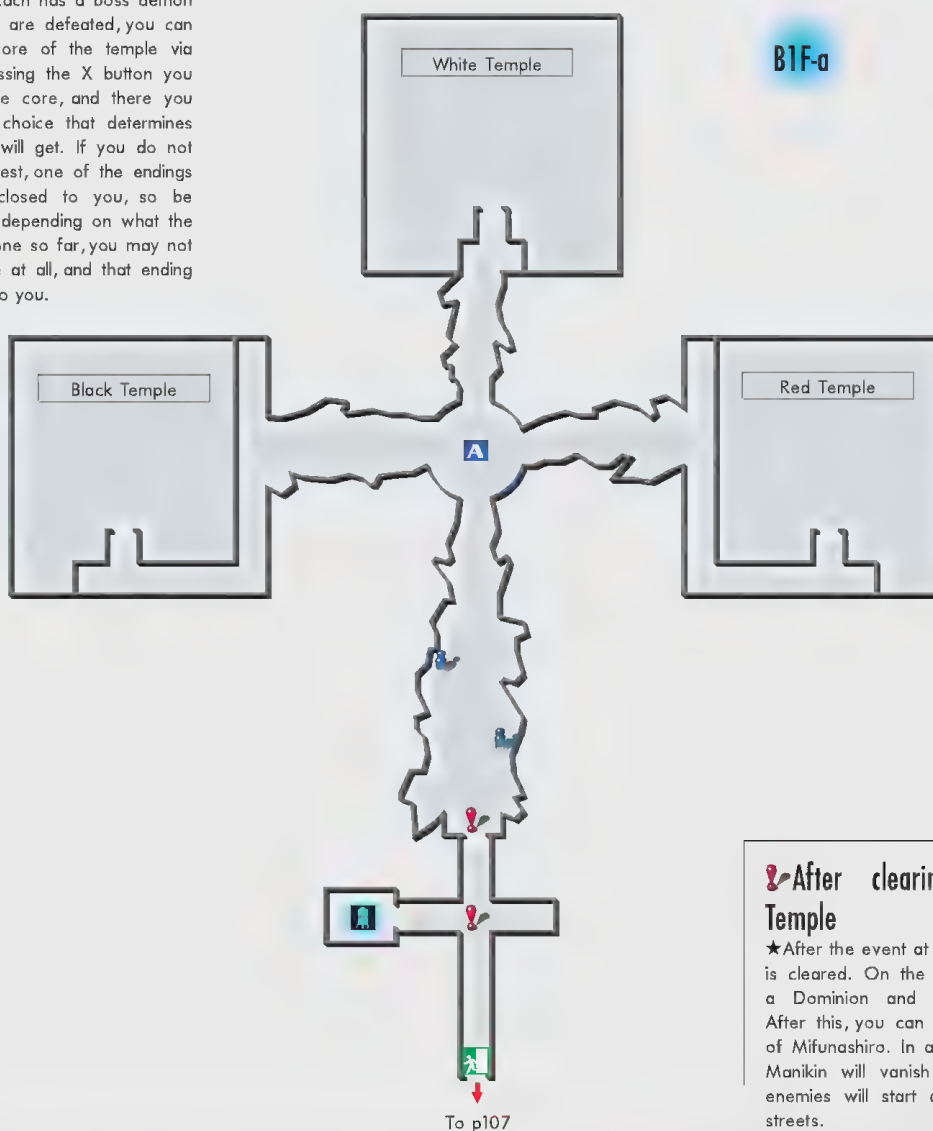 are defeated, you can
core of the temple via
ssing the X button you
e core, and there you
choice that determines
will get. If you do not
est, one of the endings
closed to you, so be
depending on what the
one so far, you may not
at all, and that ending
o you.
B1F-a
White Temple
Black Temple
Red Temple
A
To p107
After clearin
Temple
★After the event at
is cleared. On the
a Dominion and
After this, you can
of Mifunashiro. In a
Manikin will vanish
enemies will start a
streets.